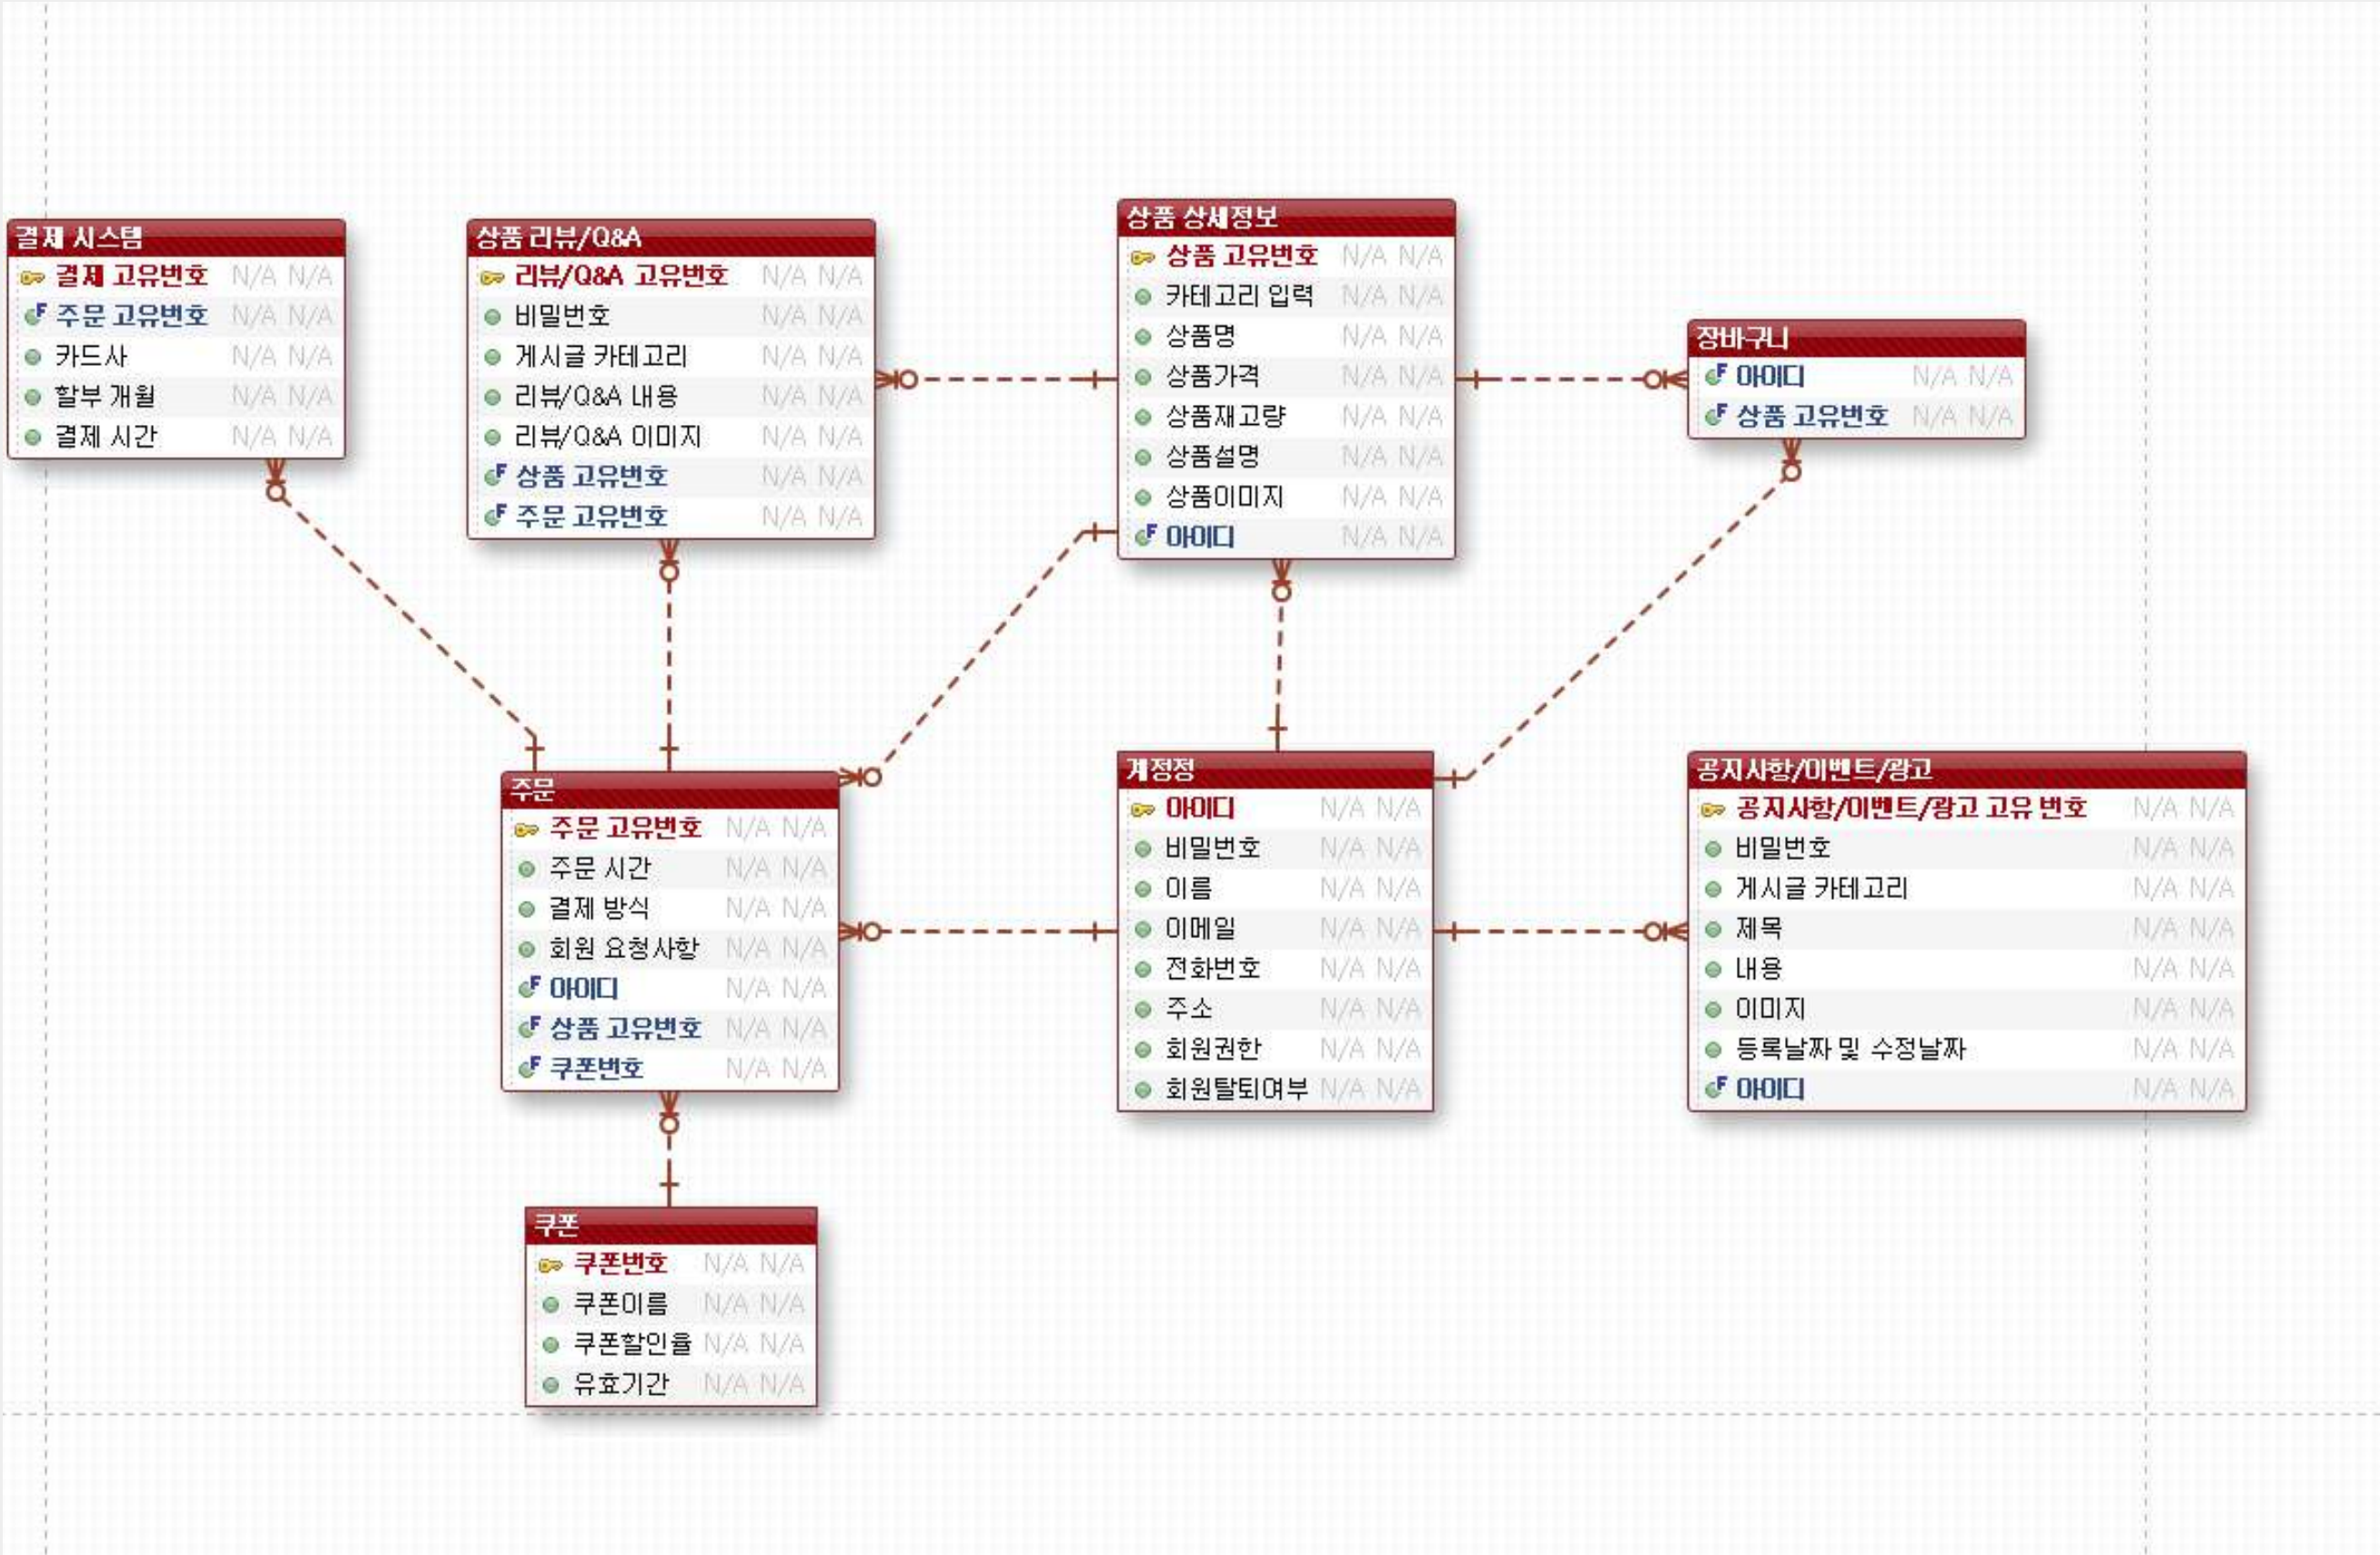 결제 시스템
결제 고유번호 N/A N/A
주문 고유번호 N/A N/A
카드사 N/A N/A
할부 개월 N/A N/A
결제 시간 N/A N/A
상품 리뷰/Q&A
리뷰/Q&A 고유번호 N/A N/A
비밀번호 N/A N/A
게시글 카테고리 N/A N/A
리뷰/Q&A 내용 N/A N/A
리뷰/Q&A 이미지 N/A N/A
상품 고유번호 N/A N/A
주문 고유번호 N/A N/A
상품 상세정보
상품 고유번호 N/A N/A
카테고리 입력 N/A N/A
상품명 N/A N/A
상품가격 N/A N/A
상품재고량 N/A N/A
상품설명 N/A N/A
상품이미지 N/A N/A
아이디 N/A N/A
장바구니
아이디 N/A N/A
상품 고유번호 N/A N/A
주문
주문 고유번호 N/A N/A
주문 시간 N/A N/A
결제 방식 N/A N/A
회원 요청사항 N/A N/A
아이디 N/A N/A
상품 고유번호 N/A N/A
쿠폰번호 N/A N/A
계정정
아이디 N/A N/A
비밀번호 N/A N/A
이름 N/A N/A
이메일 N/A N/A
전화번호 N/A N/A
주소 N/A N/A
회원권한 N/A N/A
회원탈퇴여부 N/A N/A
공지사항/이벤트/광고
공지사항/이벤트/광고 고유 번호 N/A N/A
비밀번호 N/A N/A
게시글 카테고리 N/A N/A
제목 N/A N/A
내용 N/A N/A
이미지 N/A N/A
등록날짜 및 수정날짜 N/A N/A
아이디 N/A N/A
쿠폰
쿠폰번호 N/A N/A
쿠폰이름 N/A N/A
쿠폰할인율 N/A N/A
유효기간 N/A N/A